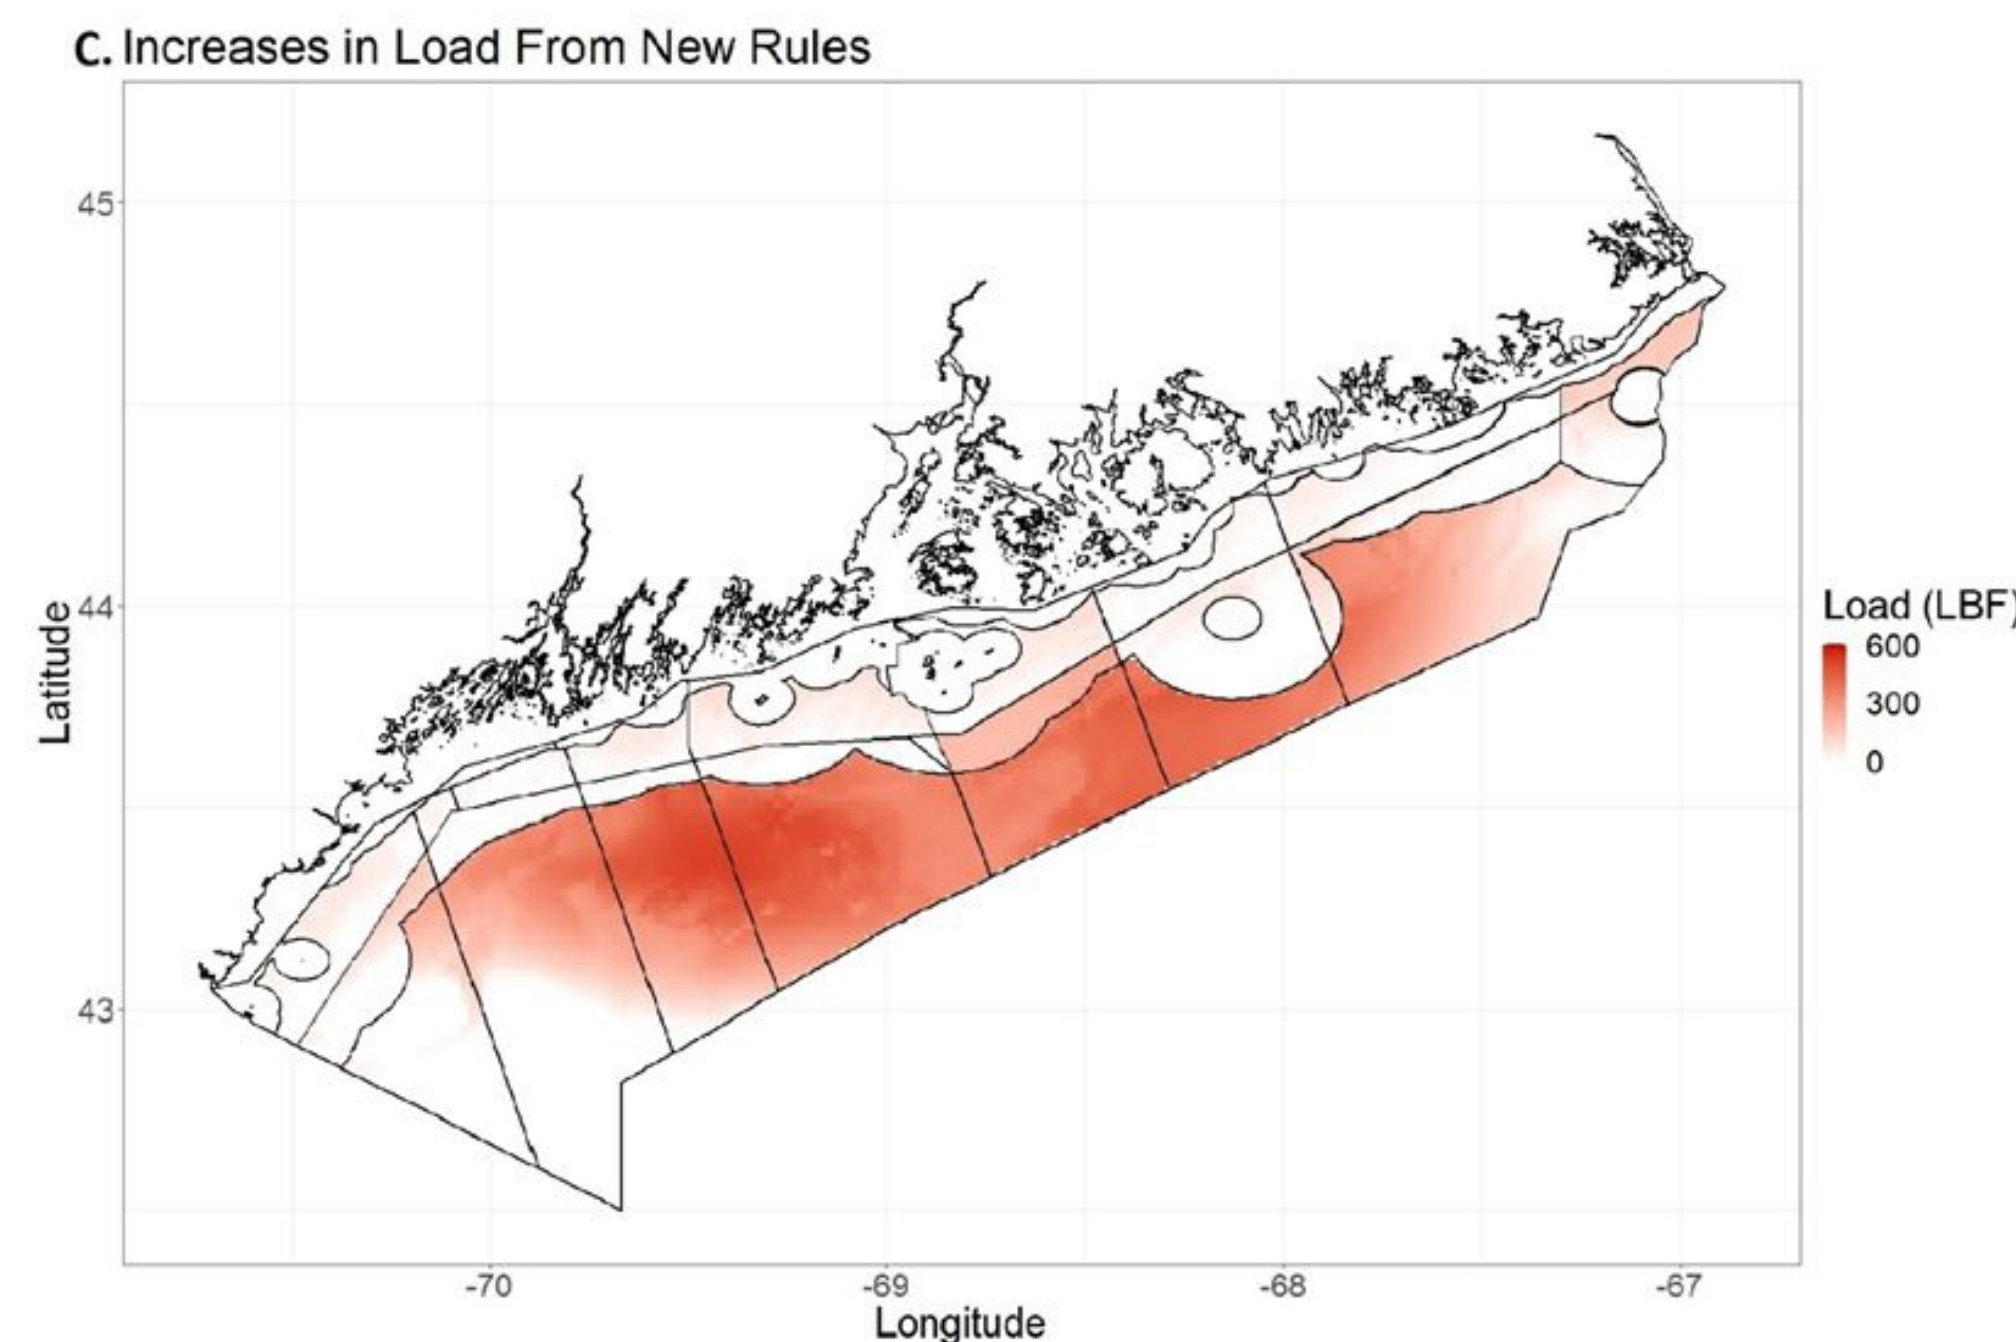 C. Increases in Load From New Rules
45
44
43
Latitude
-70
-69
-68
-67
Longitude
Load (LBF)
600
300
0